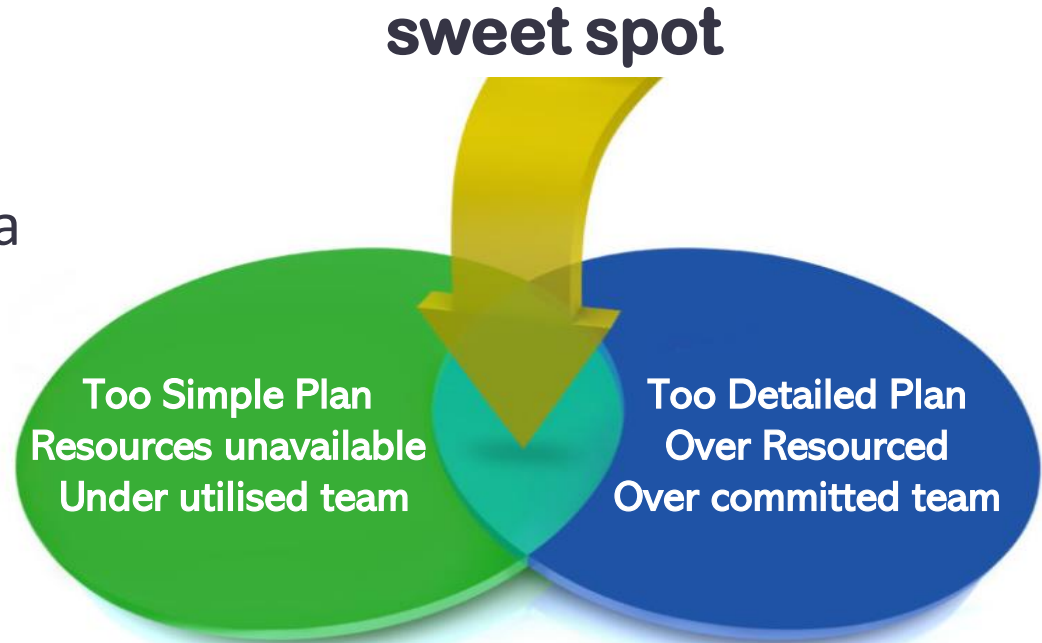 sweet spot
a
Too Simple Plan
Resources unavailable
Under utilised team
Too Detailed Plan
Over Resourced
Over committed team